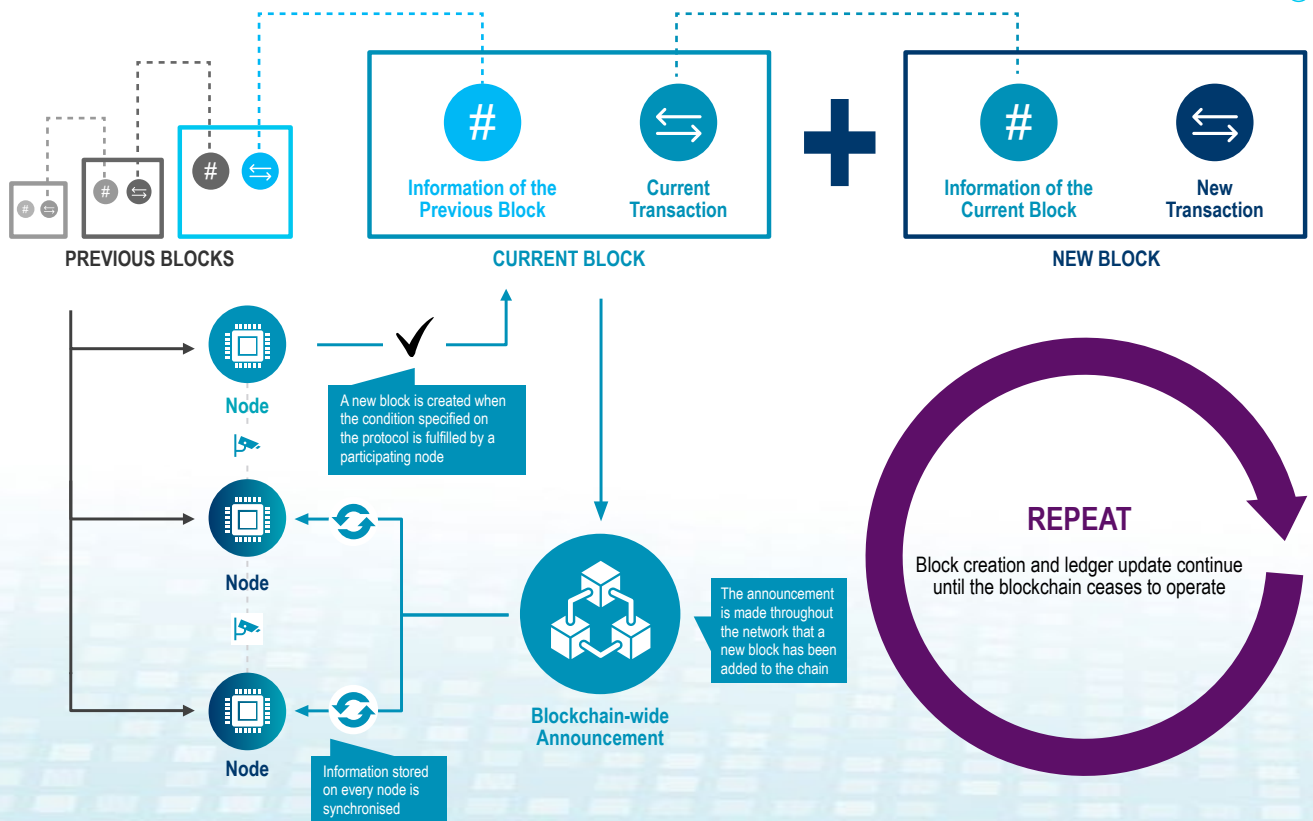 #
#
#
#
#
Information of the
Previous Block
Current
Transaction
Information of the
Current Block
New
Transaction
PREVIOUS BLOCKS
CURRENT BLOCK
NEW BLOCK
Node
A new block is created when
the condition specified on
the protocol is fulfilled by a
participating node
Node
REPEAT
Block creation and ledger update continue
until the blockchain ceases to operate
The announcement
is made throughout
the network that a
new block has been
added to the chain
Blockchain-wide
Announcement
Node
Information stored
on every node is
synchronised